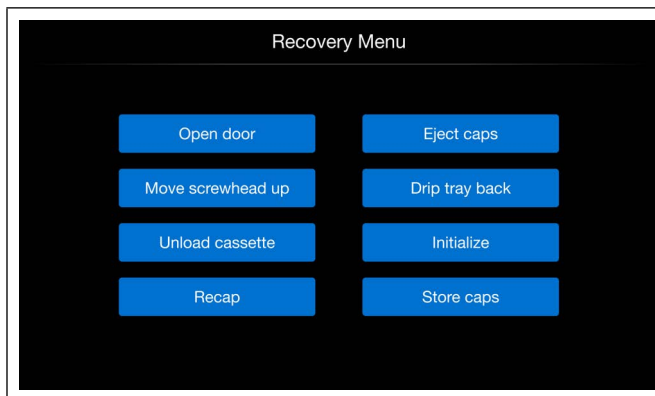 Recovery Menu
Open door
Eject caps
Move screwhead up
Drip tray back
Unload cassette
Initialize
Recap
Store caps